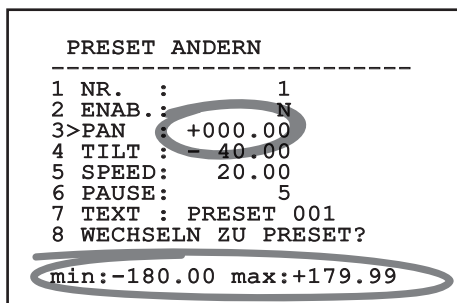 PRESET ANDERN
-------------------------
1 NR.   :         1
2 ENAB.:         N
3>PAN  : +000.00
4 TILT : - 40.00
5 SPEED:   20.00
6 PAUSE:         5
7 TEXT : PRESET 001
8 WECHSELN ZU PRESET?
min:-180.00 max:+179.99